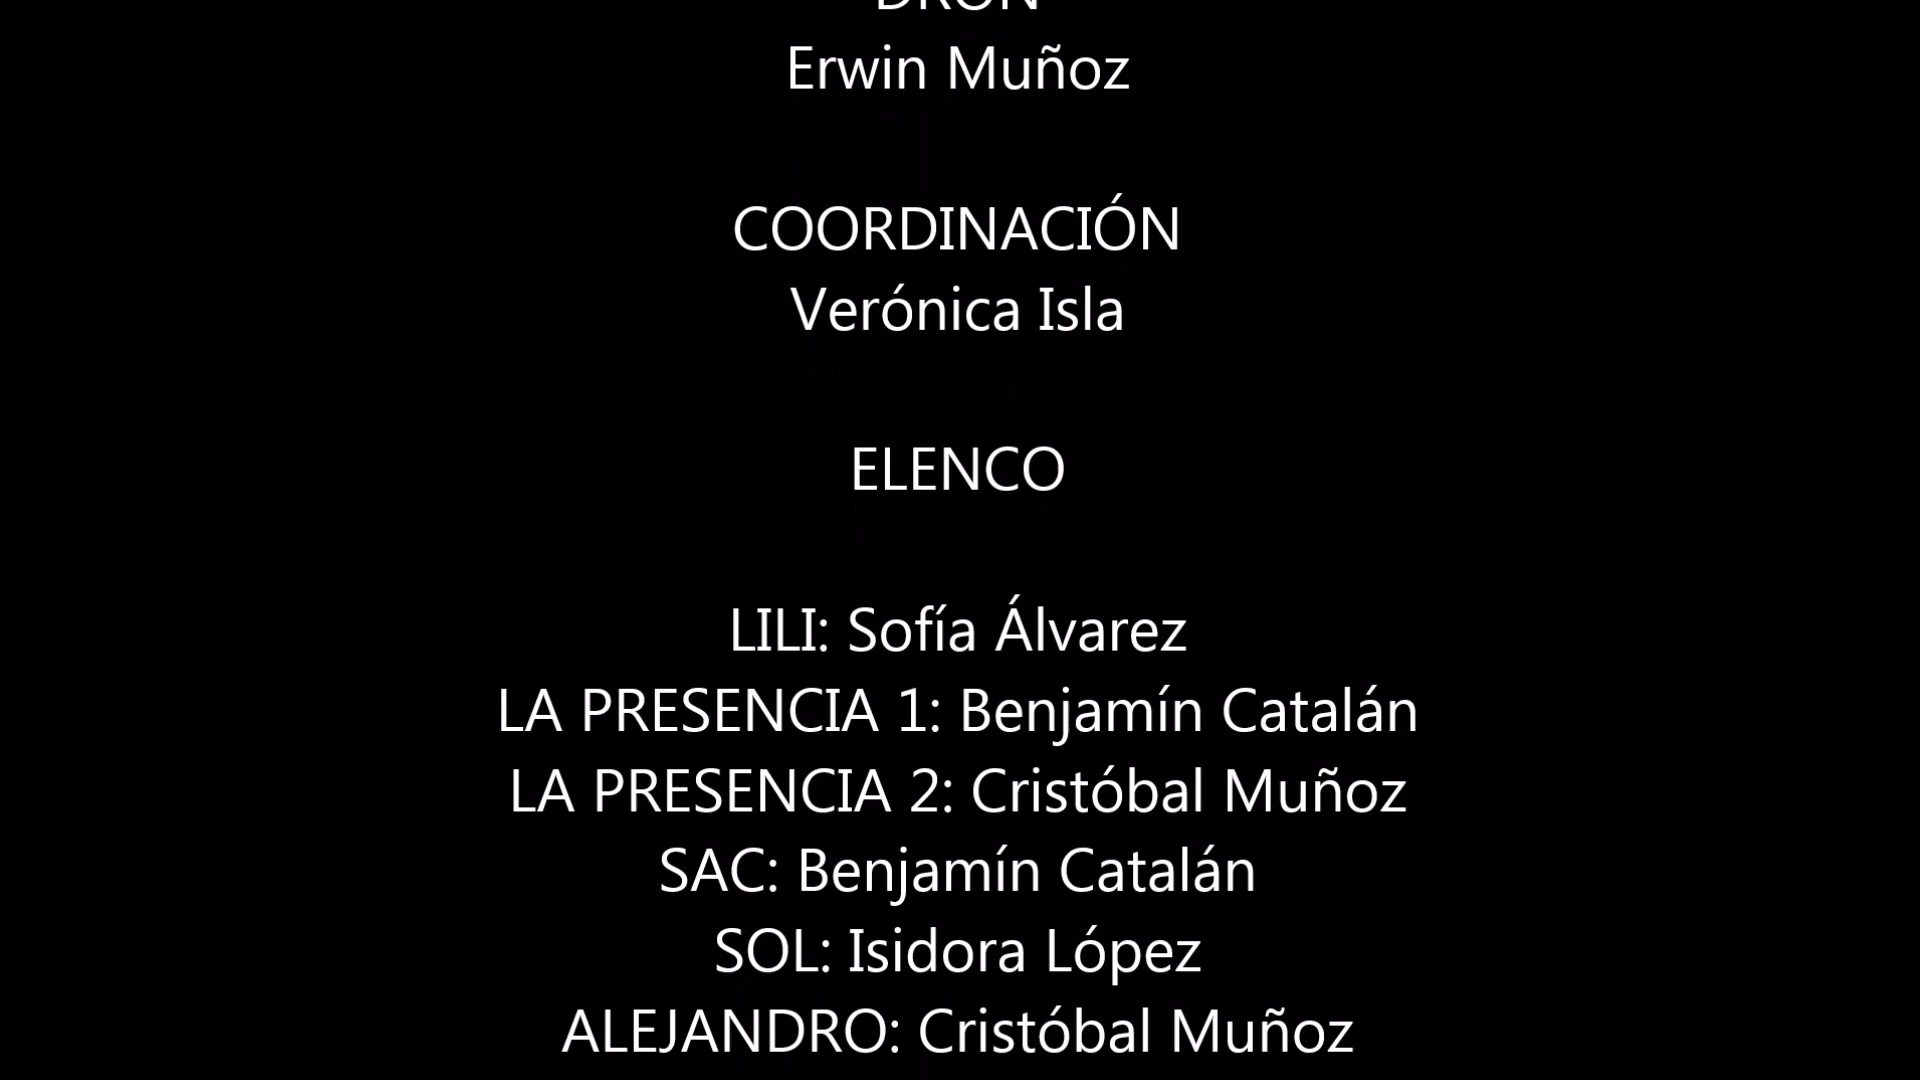 DRON
Erwin Muñoz
COORDINACIÓN
Verónica Isla
ELENCO
LILI: Sofía Álvarez
LA PRESENCIA 1: Benjamín Catalán
LA PRESENCIA 2: Cristóbal Muñoz
SAC: Benjamín Catalán
SOL: Isidora López
ALEJANDRO: Cristóbal Muñoz